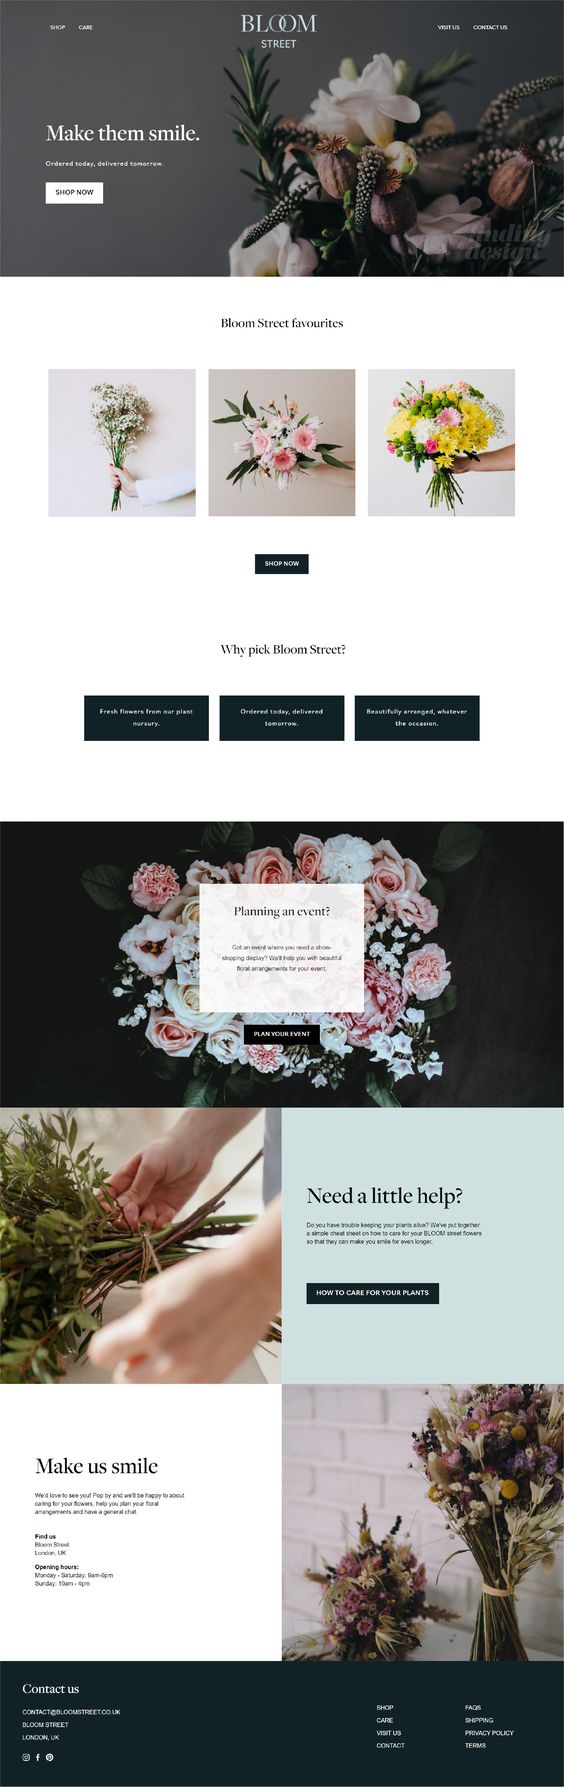 SHOP CARE
BLOOM
STREET
VISIT US CONTACT US
Make them smile.
Ordered today, delivered tomorrow.
SHOP NOW
finding
design
Bloom Street favourites
SHOP NOW
Why pick Bloom Street?
Fresh flowers from our plant
nursury.
Ordered today, delivered
tomorrow.
Beautifully arranged, whatever
the occasion.
Planning an event?
Got an event where you need a show-
stopping display? We'll help you with beautiful
floral arrangements for your event.
PLAN YOUR EVENT
Need a little help?
Do you have trouble keeping your plants alive? We've put together
a simple cheat sheet on how to care for your BLOOM street flowers
so that they can make you smile for even longer.
HOW TO CARE FOR YOUR PLANTS
Make us smile
We'd love to see you! Pop by and we'll be happy to about
caring for your flowers, help you plan your floral
arrangements and have a general chat.
Find us
Bloom Street
London, UK
Opening hours:
Monday - Saturday: 9am-6pm
Sunday: 10am - 4pm
Contact us
CONTACT@BLOOMSTREET.CO.UK
BLOOM STREET
LONDON, UK
SHOP
CARE
VISIT US
CONTACT
FAQS
SHIPPING
PRIVACY POLICY
TERMS